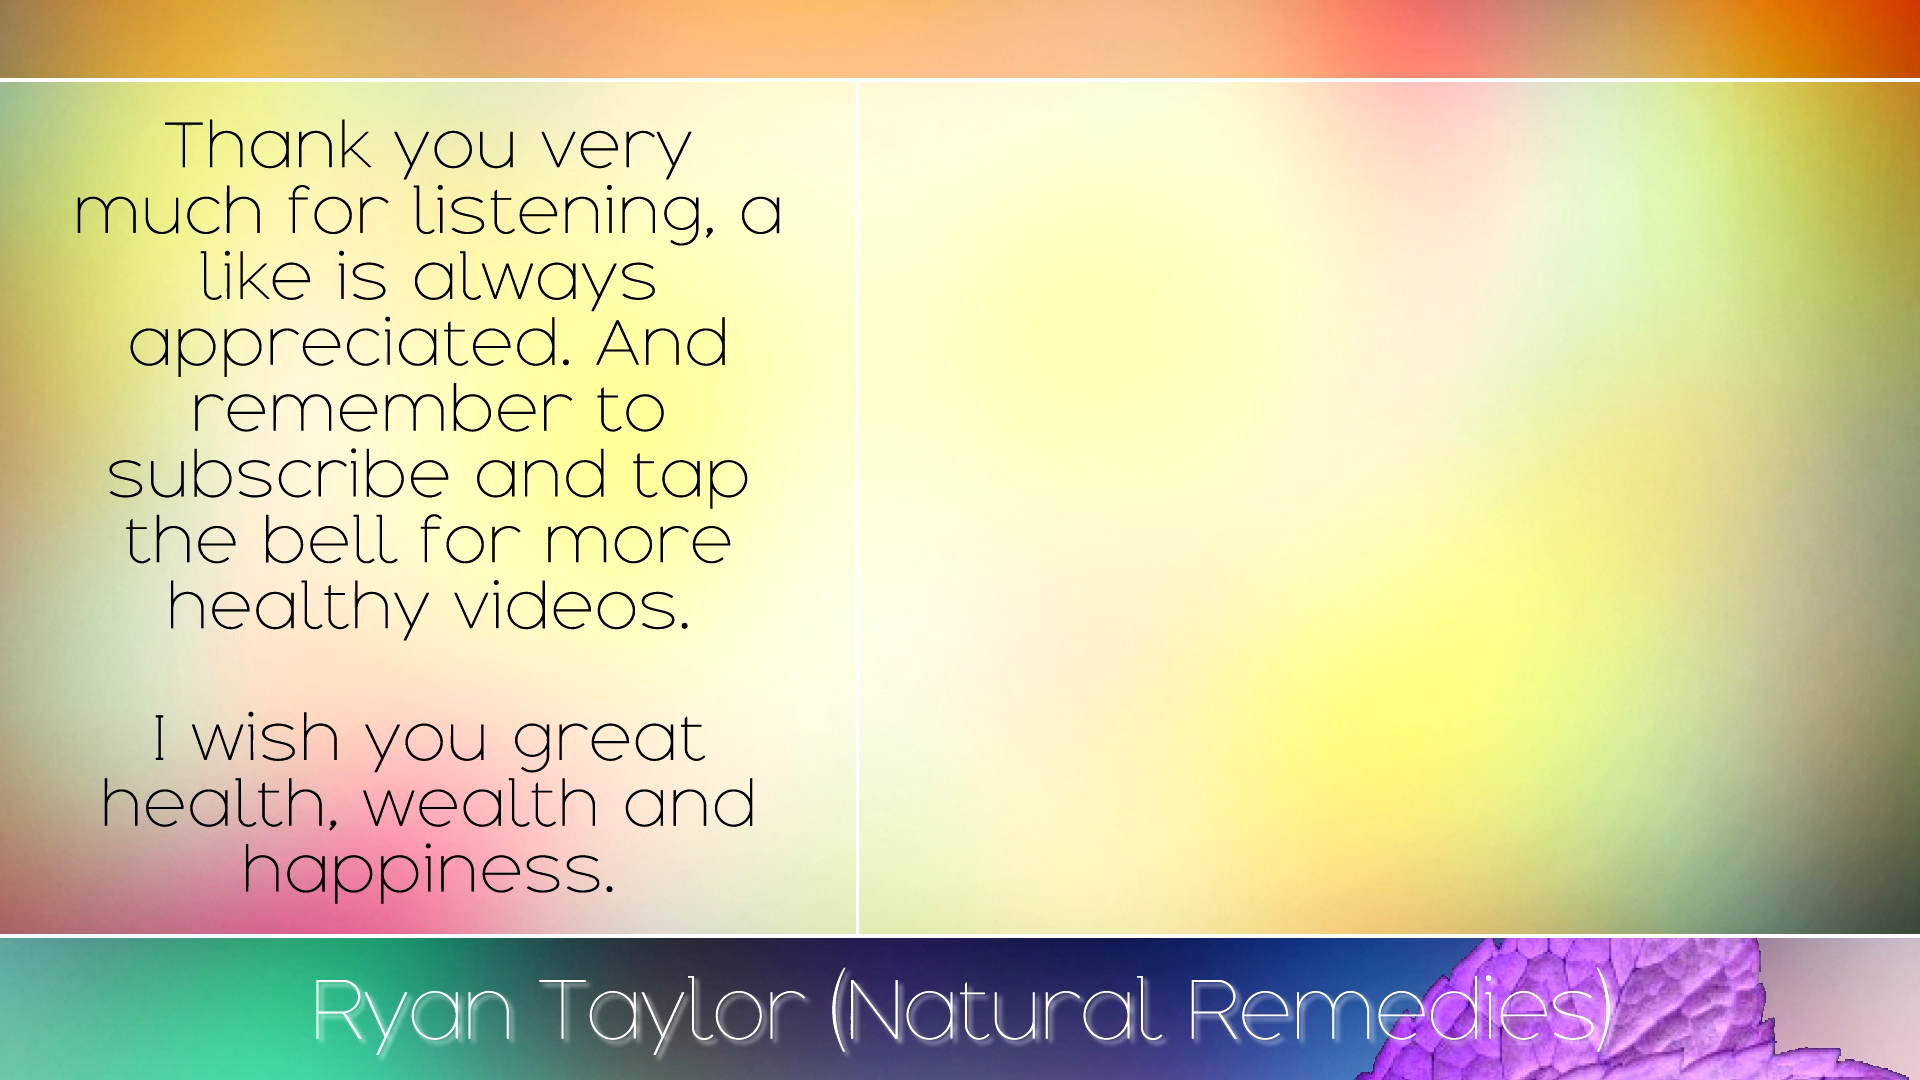 Thank you very
much for listening, a
like is always
appreciated. And
remember to
subscribe and tap
the bell for more
healthy videos.
I wish you great
health, wealth and
happiness.
Ryan Taylor (Natural Remedies)